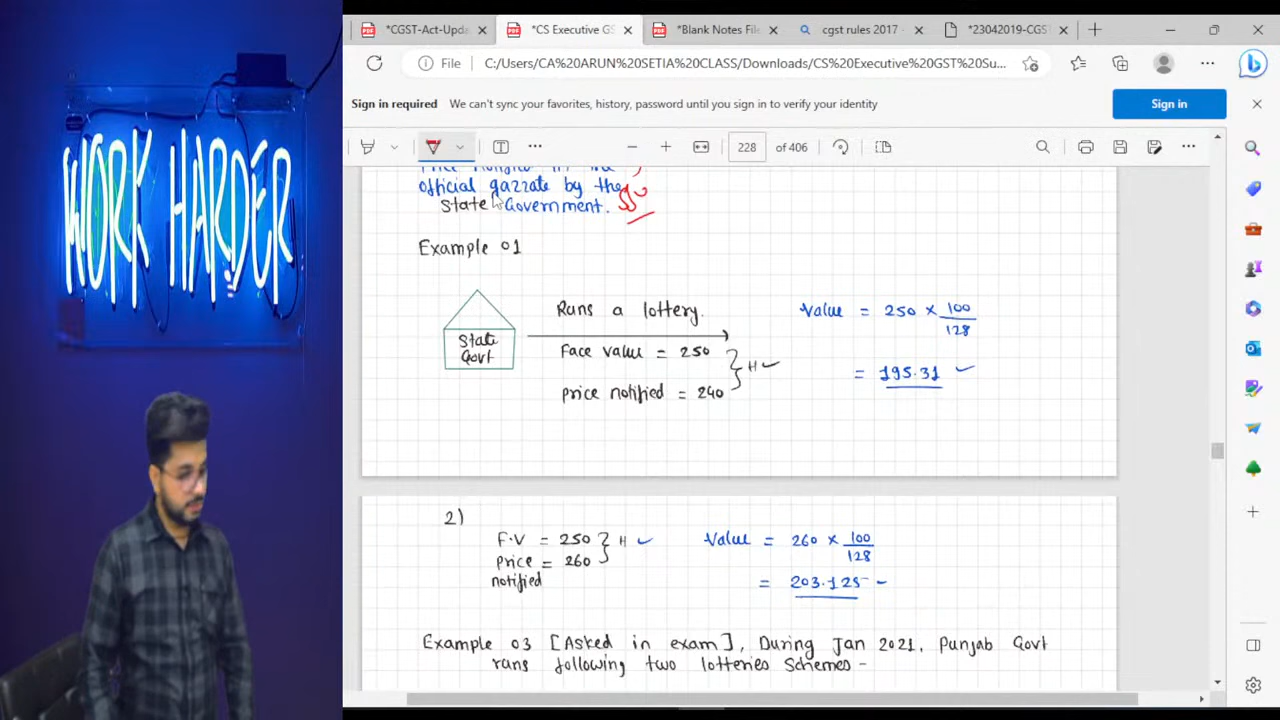 *CGST-Act-Upda
*CS Executive GS
*Blank Notes File
cgst rules 2017 -
*23042019-CGST
File
C:/Users/CA%20ARUN%20SETIA%20CLASS/Downloads/CS%20Executive%20GST%20Su...
Sign in required We can't sync your favorites, history, password until you sign in to verify your identity
Sign in
228 of 406
official gazzate by the
State Government.
WORK HARDER
Example 01
State
Govt
Runs a lottery.
Face value = 250
price notified = 240
H
Value = 250 × 100
128
= 195.31
2)
F.V = 250
price = 260
notified
H
Value = 260 × 100
128
= 203.125
Example 03 [Asked in exam], During Jan 2021, Punjab Govt
runs following two lotteries Schemes -